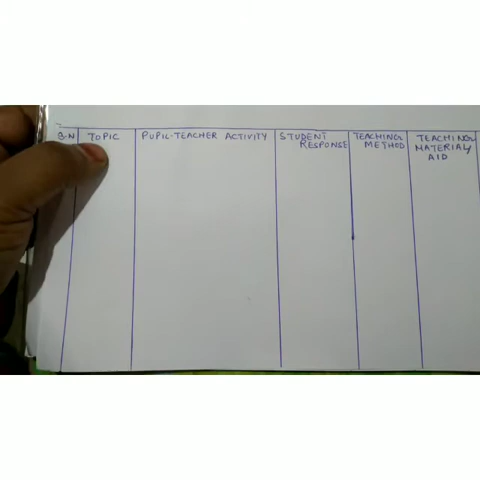 S.N TOPIC PUPIL-TEACHER ACTIVITY STUDENT TEACHING TEACHING
RESPONSE METHOD MATERIAL/
AID